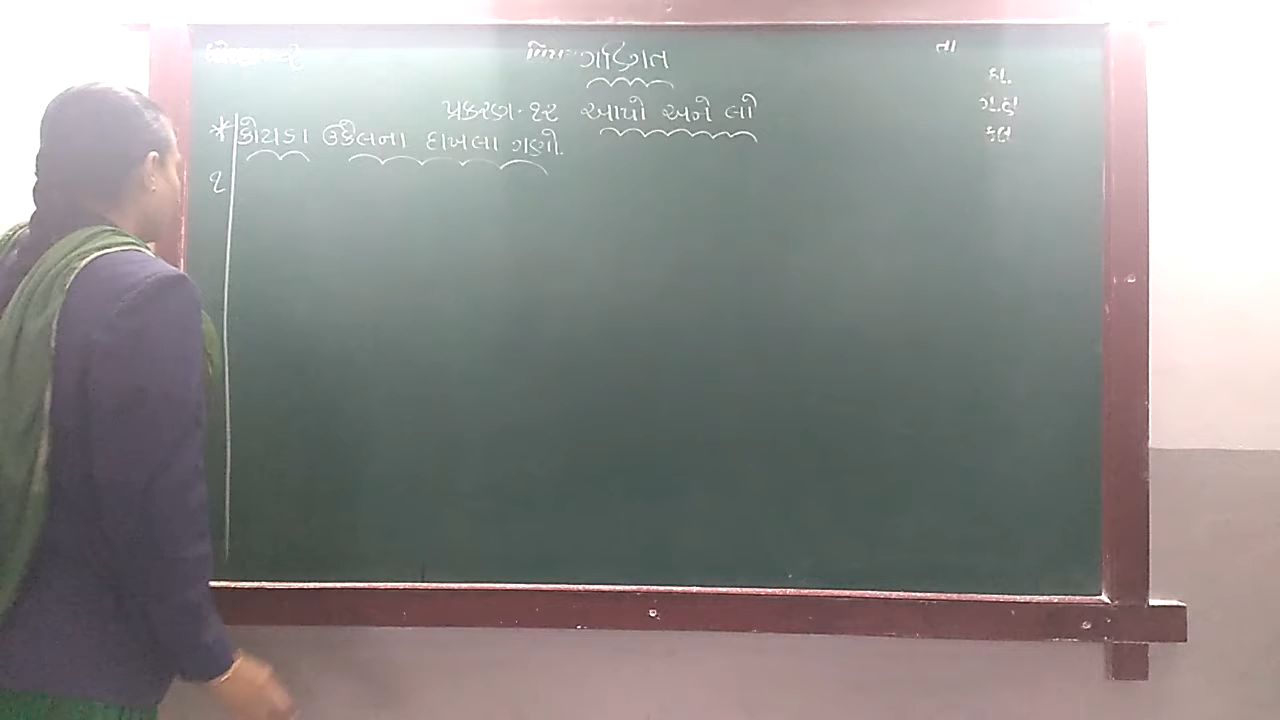 વિષય:- ગણિત
તા
પ્રકરણ-૧૨ આપો અને લો
* કોયડા ઉકેલના દાખલા ગણો.
૧